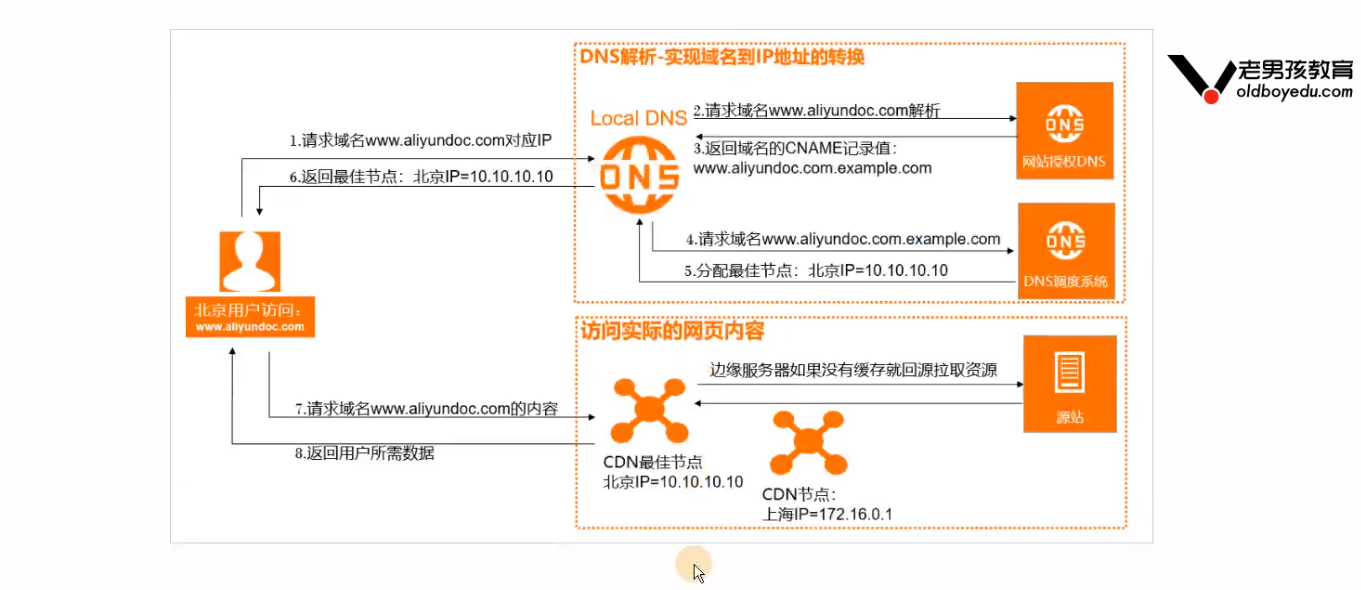 DNS解析-实现域名到IP地址的转换
老男孩教育
oldboyedu.com
Local DNS
2.请求域名www.aliyundoc.com解析
DNS
网站授权DNS
1.请求域名www.aliyundoc.com对应IP
3.返回域名的CNAME记录值：
www.aliyundoc.com.example.com
6.返回最佳节点：北京IP=10.10.10.10
DNS
4.请求域名www.aliyundoc.com.example.com
DNS
5.分配最佳节点：北京IP=10.10.10.10
DNS调度系统
北京用户访问：
www.aliyundoc.com
访问实际的网页内容
边缘服务器如果没有缓存就回源拉取资源
源站
7.请求域名www.aliyundoc.com的内容
8.返回用户所需数据
CDN最佳节点
北京IP=10.10.10.10
CDN节点：
上海IP=172.16.0.1